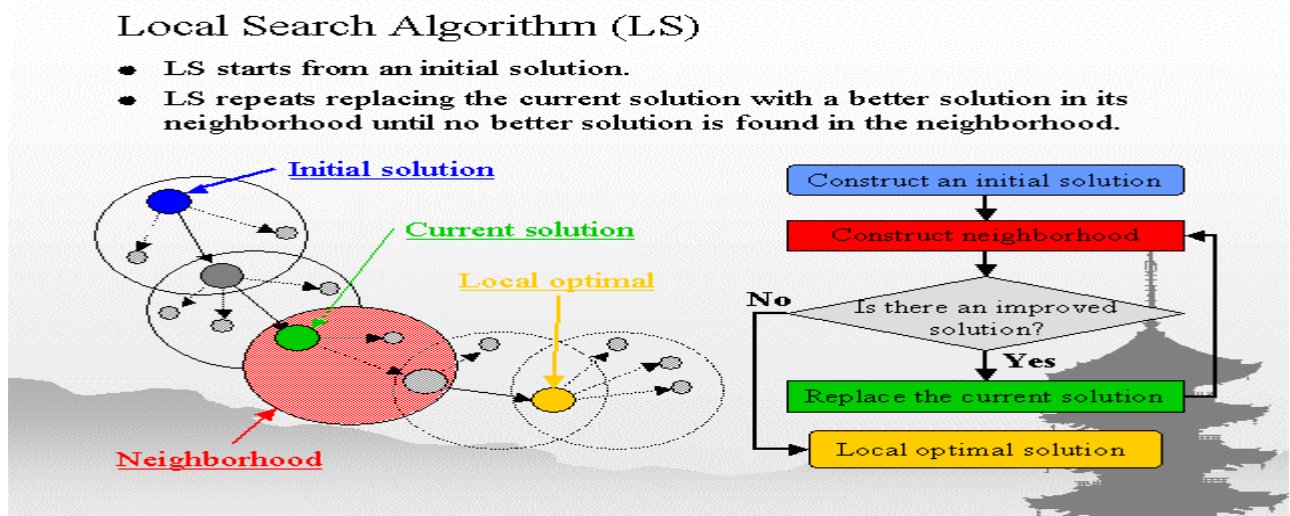 Local Search Algorithm (LS)
LS starts from an initial solution.
LS repeats replacing the current solution with a better solution in its
neighborhood until no better solution is found in the neighborhood.
Initial solution
Current solution
Local optimal
Neighborhood
Construct an initial solution
Construct neighborhood
No
Is there an improved
solution?
Yes
Replace the current solution
Local optimal solution